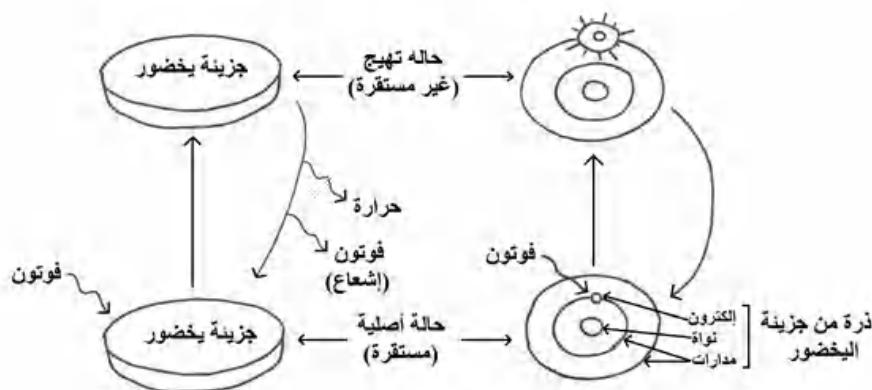 جزيئة يخضور
حاله تهيج
(غير مستقرة)
حرارة
فوتون
(إشعاع)
فوتون
فوتون
جزيئة يخضور
حالة أصلية
(مستقرة)
إلكترون
نواة
مدارات
ذرة من جزيئة
اليخضور